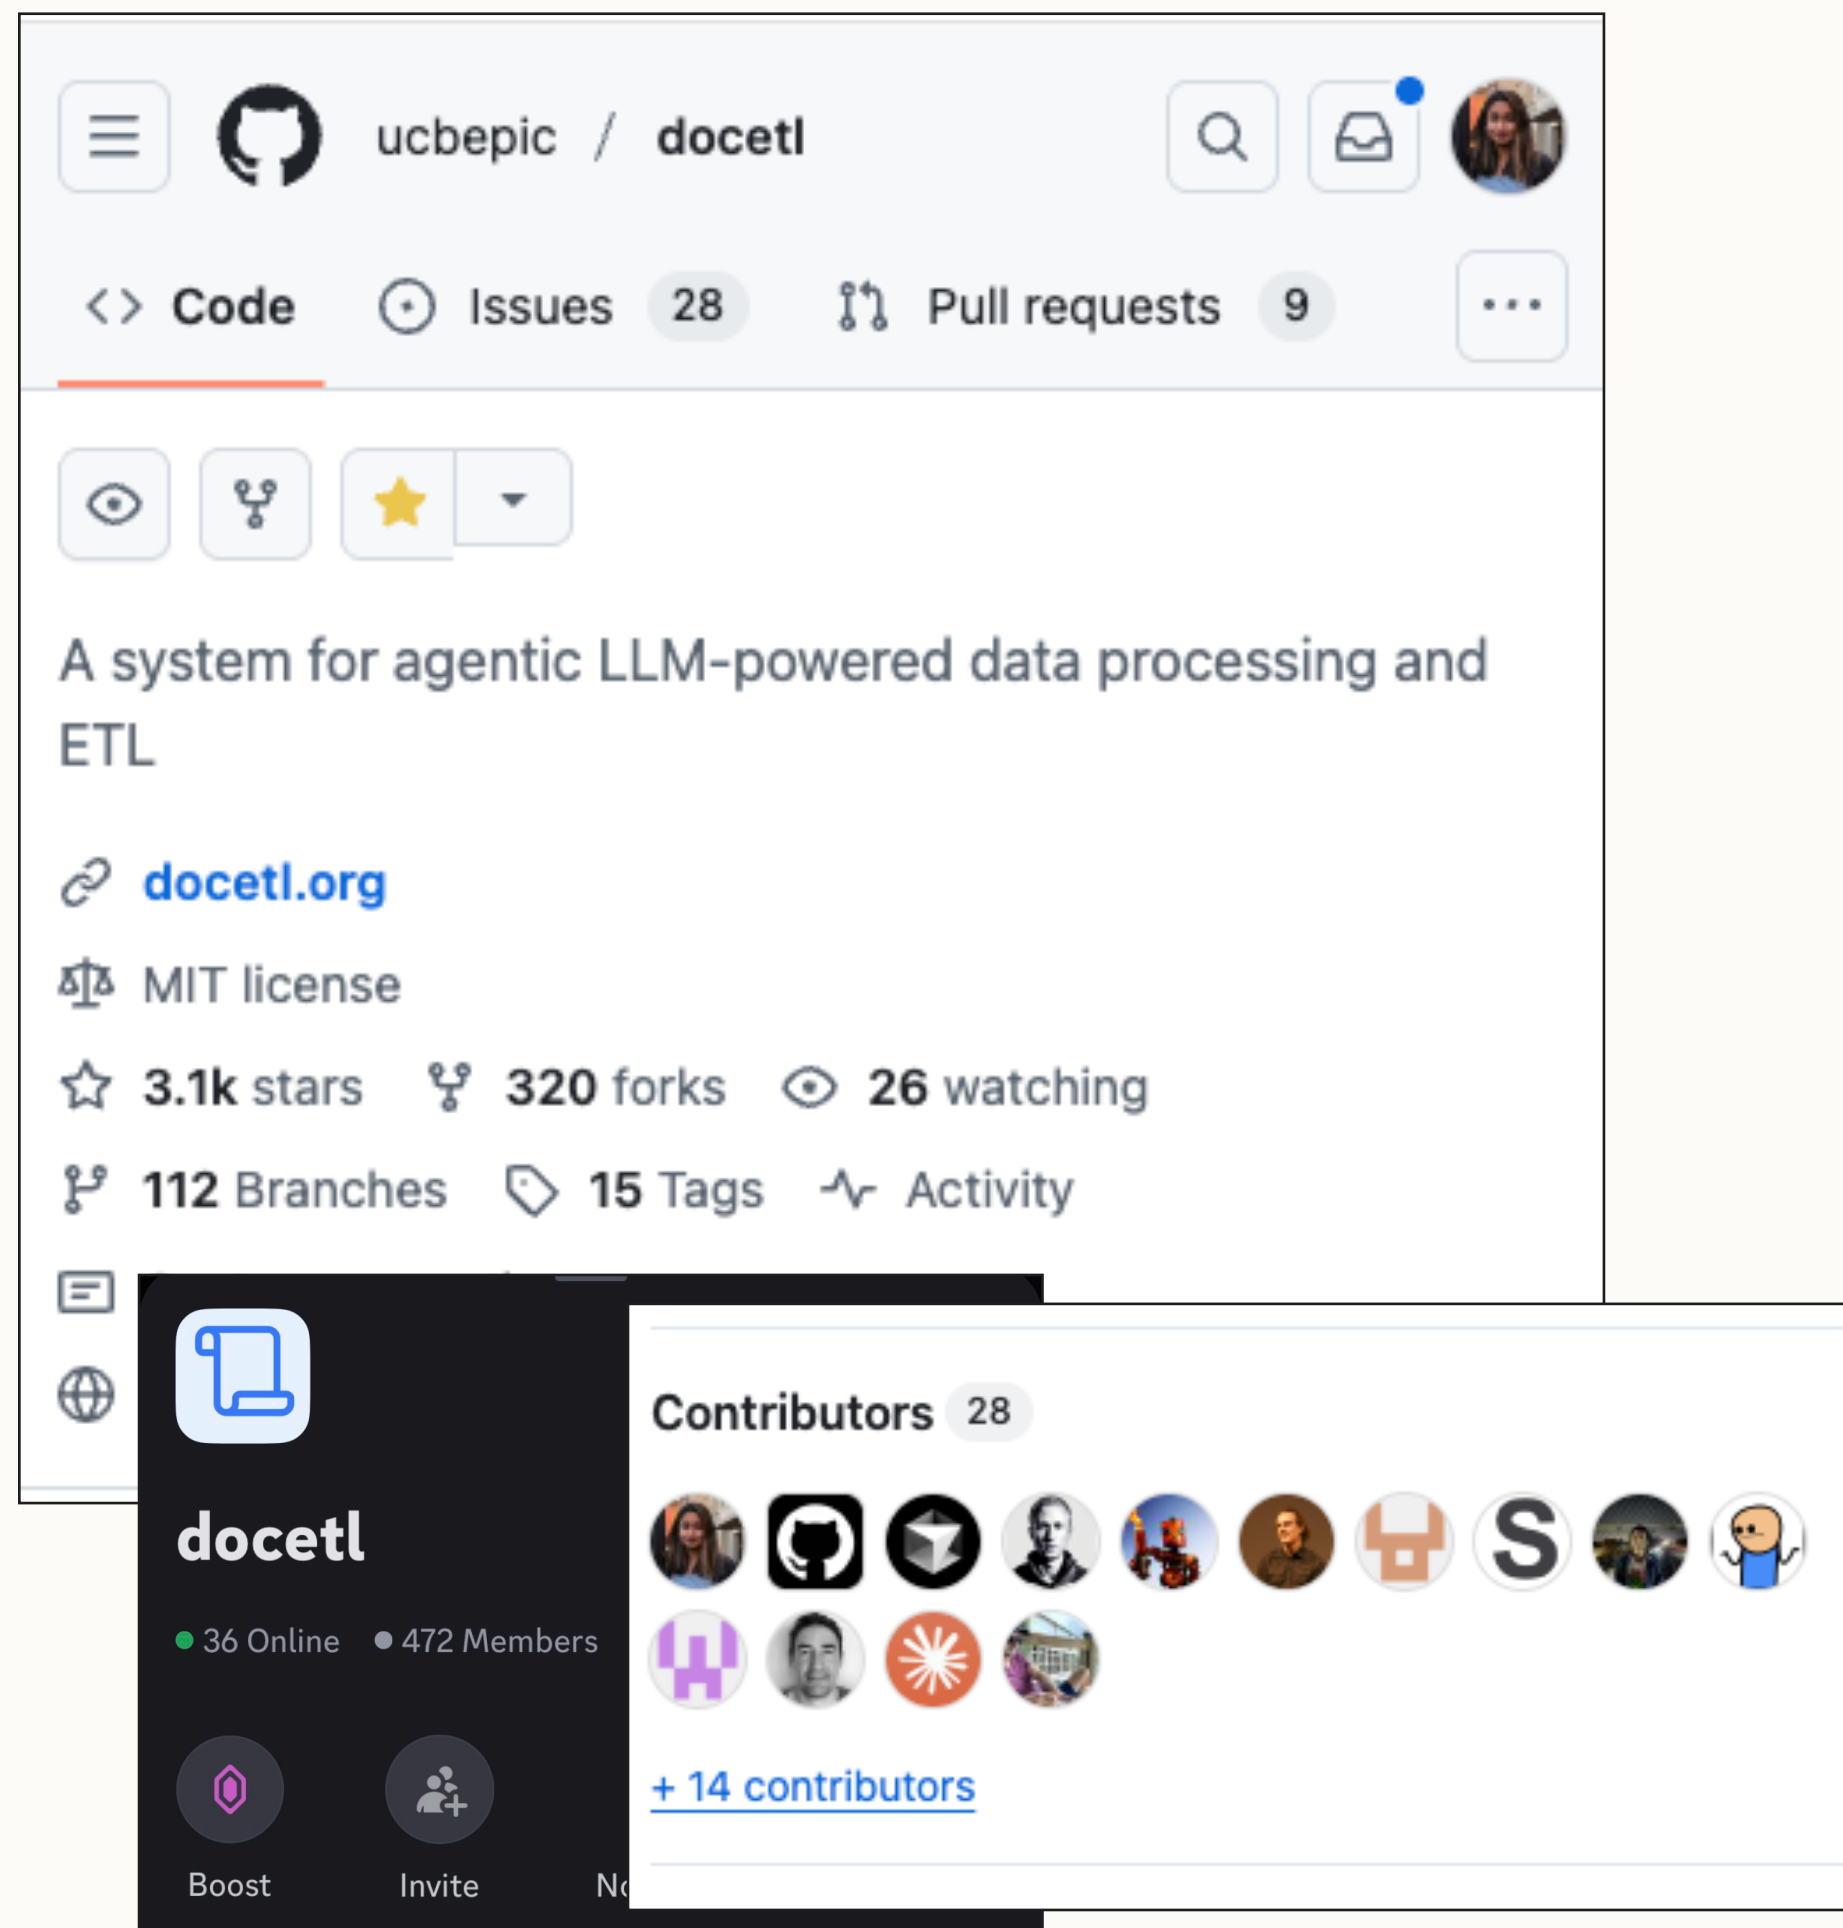 ucbepic / docetl
Code Issues 28 Pull requests 9
A system for agentic LLM-powered data processing and
ETL
docetl.org
MIT license
3.1k stars 320 forks 26 watching
112 Branches 15 Tags Activity
docetl
36 Online 472 Members
Boost Invite
Contributors 28
S
+ 14 contributors